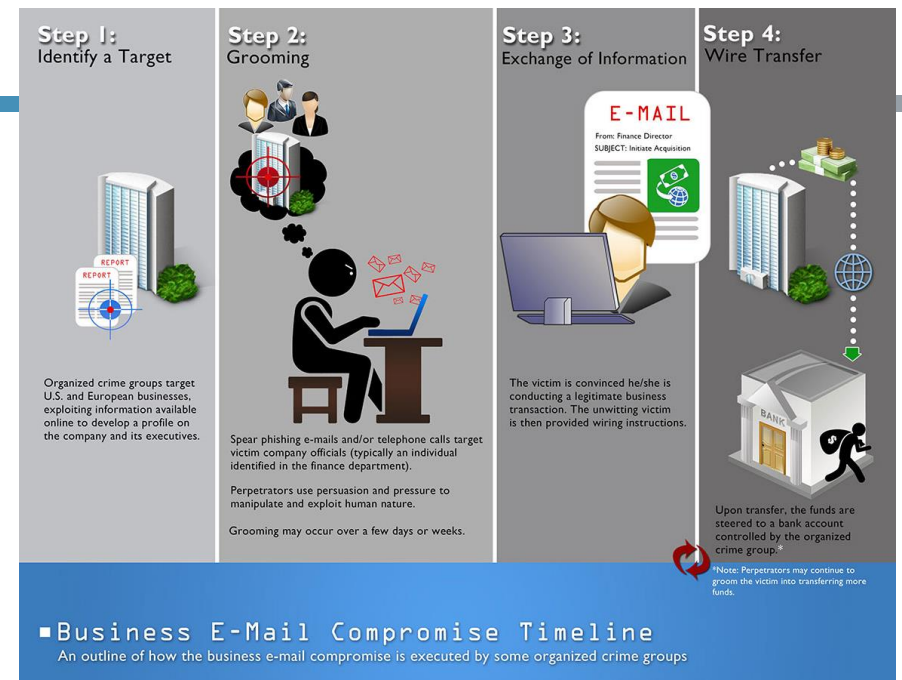 Step 1:
Identify a Target
REPORT
REPORT
Organized crime groups target
U.S. and European businesses,
exploiting information available
online to develop a profile on
the company and its executives.
Step 2:
Grooming
Spear phishing e-mails and/or telephone calls target
victim company officials (typically an individual
identified in the finance department).
Perpetrators use persuasion and pressure to
manipulate and exploit human nature.
Grooming may occur over a few days or weeks.
Step 3:
Exchange of Information
E-MAIL
From: Finance Director
SUBJECT: Initiate Acquisition
$
The victim is convinced he/she is
conducting a legitimate business
transaction. The unwitting victim
is then provided wiring instructions.
Step 4:
Wire Transfer
BANK
$
Upon transfer, the funds are
steered to a bank account
controlled by the organized
crime group.*
*Note: Perpetrators may continue to
groom the victim into transferring more
funds.
Business E-Mail Compromise Timeline
An outline of how the business e-mail compromise is executed by some organized crime groups